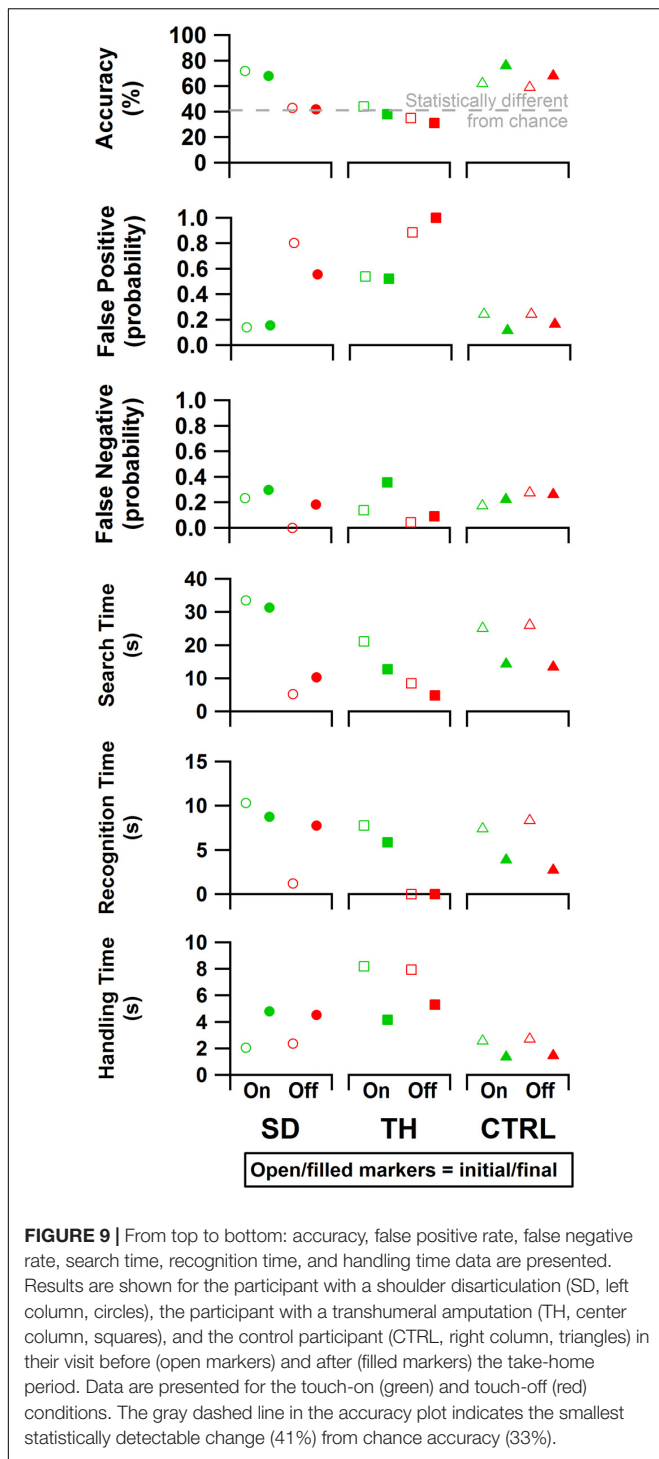 Accuracy
(%)
100
80
60
40
20
0
Statistically different
from chance
False Positive
(probability)
1.0
0.8
0.6
0.4
0.2
0.0
False Negative
(probability)
1.0
0.8
0.6
0.4
0.2
0.0
Search Time
(s)
40
30
20
10
0
Recognition Time
(s)
15
10
5
0
Handling Time
(s)
10
8
6
4
2
0
On Off On Off On Off
SD TH CTRL
Open/filled markers = initial/final
FIGURE 9 | From top to bottom: accuracy, false positive rate, false negative
rate, search time, recognition time, and handling time data are presented.
Results are shown for the participant with a shoulder disarticulation (SD, left
column, circles), the participant with a transhumeral amputation (TH, center
column, squares), and the control participant (CTRL, right column, triangles) in
their visit before (open markers) and after (filled markers) the take-home
period. Data are presented for the touch-on (green) and touch-off (red)
conditions. The gray dashed line in the accuracy plot indicates the smallest
statistically detectable change (41%) from chance accuracy (33%).